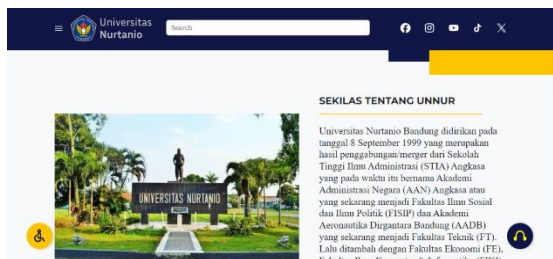 Universitas
Nurtanio
Search
SEKILAS TENTANG UNNUR
Universitas Nurtanio Bandung didirikan pada
tanggal 8 September 1999 yang merupakan
hasil penggabungan/merger dari Sekolah
Tinggi Ilmu Administrasi (STIA) Angkasa
yang pada waktu itu bernama Akademi
Administrasi Negara (AAN) Angkasa atau
yang sekarang menjadi Fakultas Ilmu Sosial
dan Ilmu Politik (FISIP) dan Akademi
Aeronautika Dirgantara Bandung (AADB)
yang sekarang menjadi Fakultas Teknik (FT).
Lalu ditambah dengan Fakultas Ekonomi (FE),
UNIVERSITAS NURTANIO